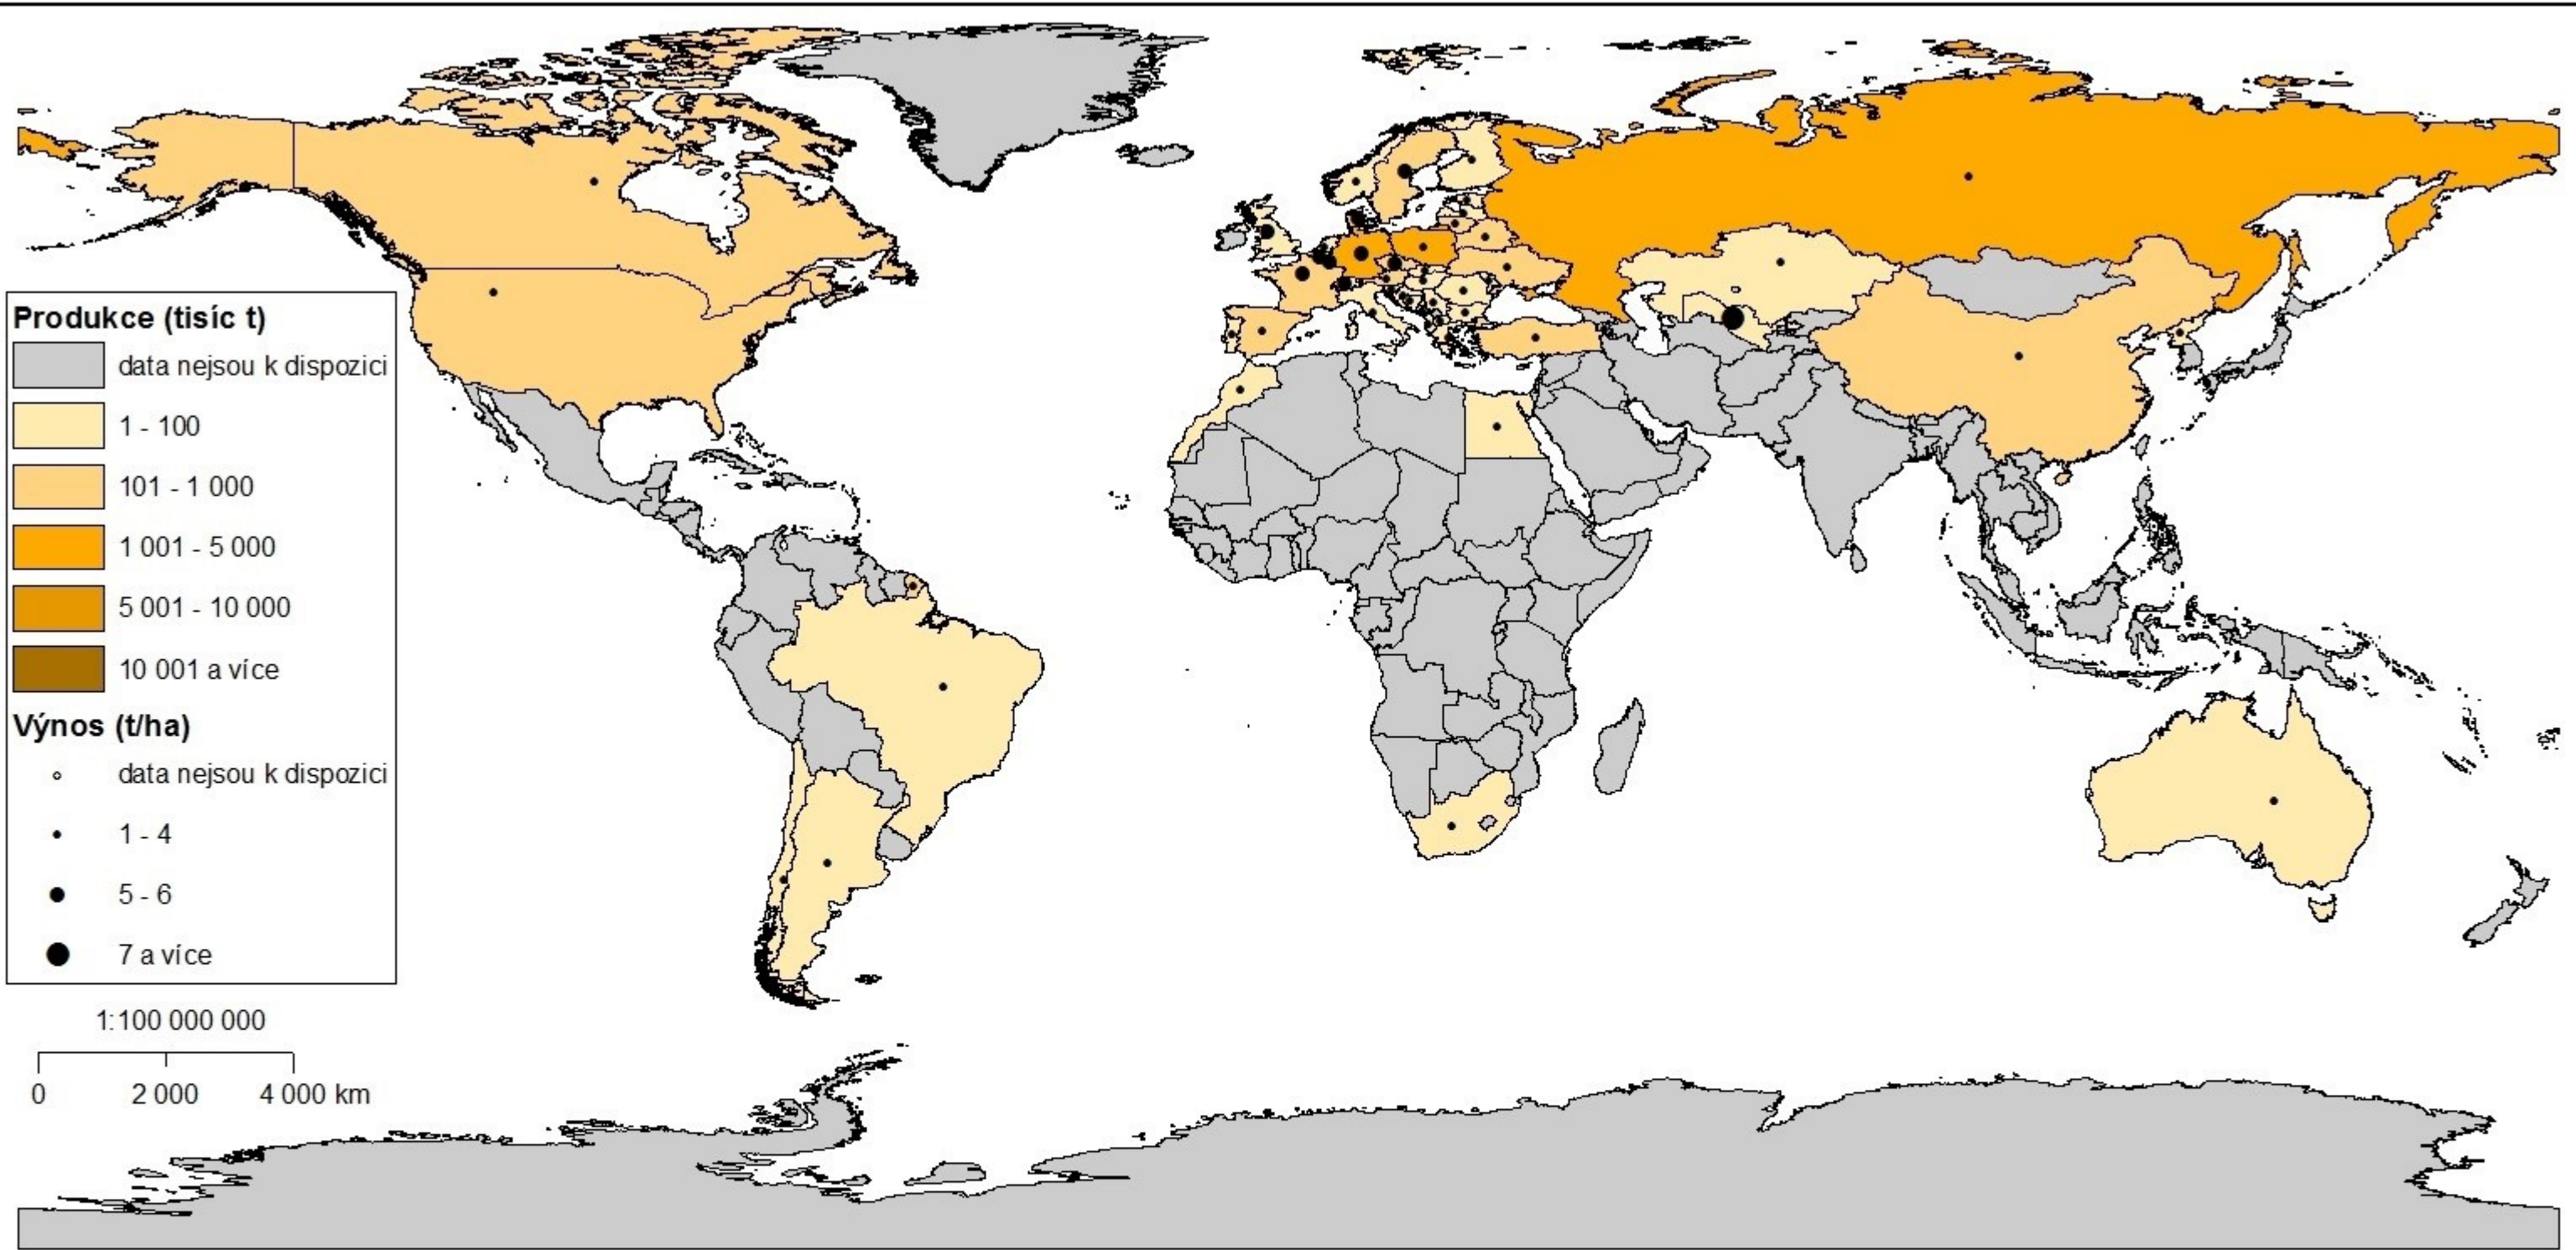 Produkce (tisíc t)
data nejsou k dispozici
1 - 100
101 - 1 000
1 001 - 5 000
5 001 - 10 000
10 001 a více
Výnos (t/ha)
data nejsou k dispozici
1 - 4
5 - 6
7 a více
1:100 000 000
0 2 000 4 000 km